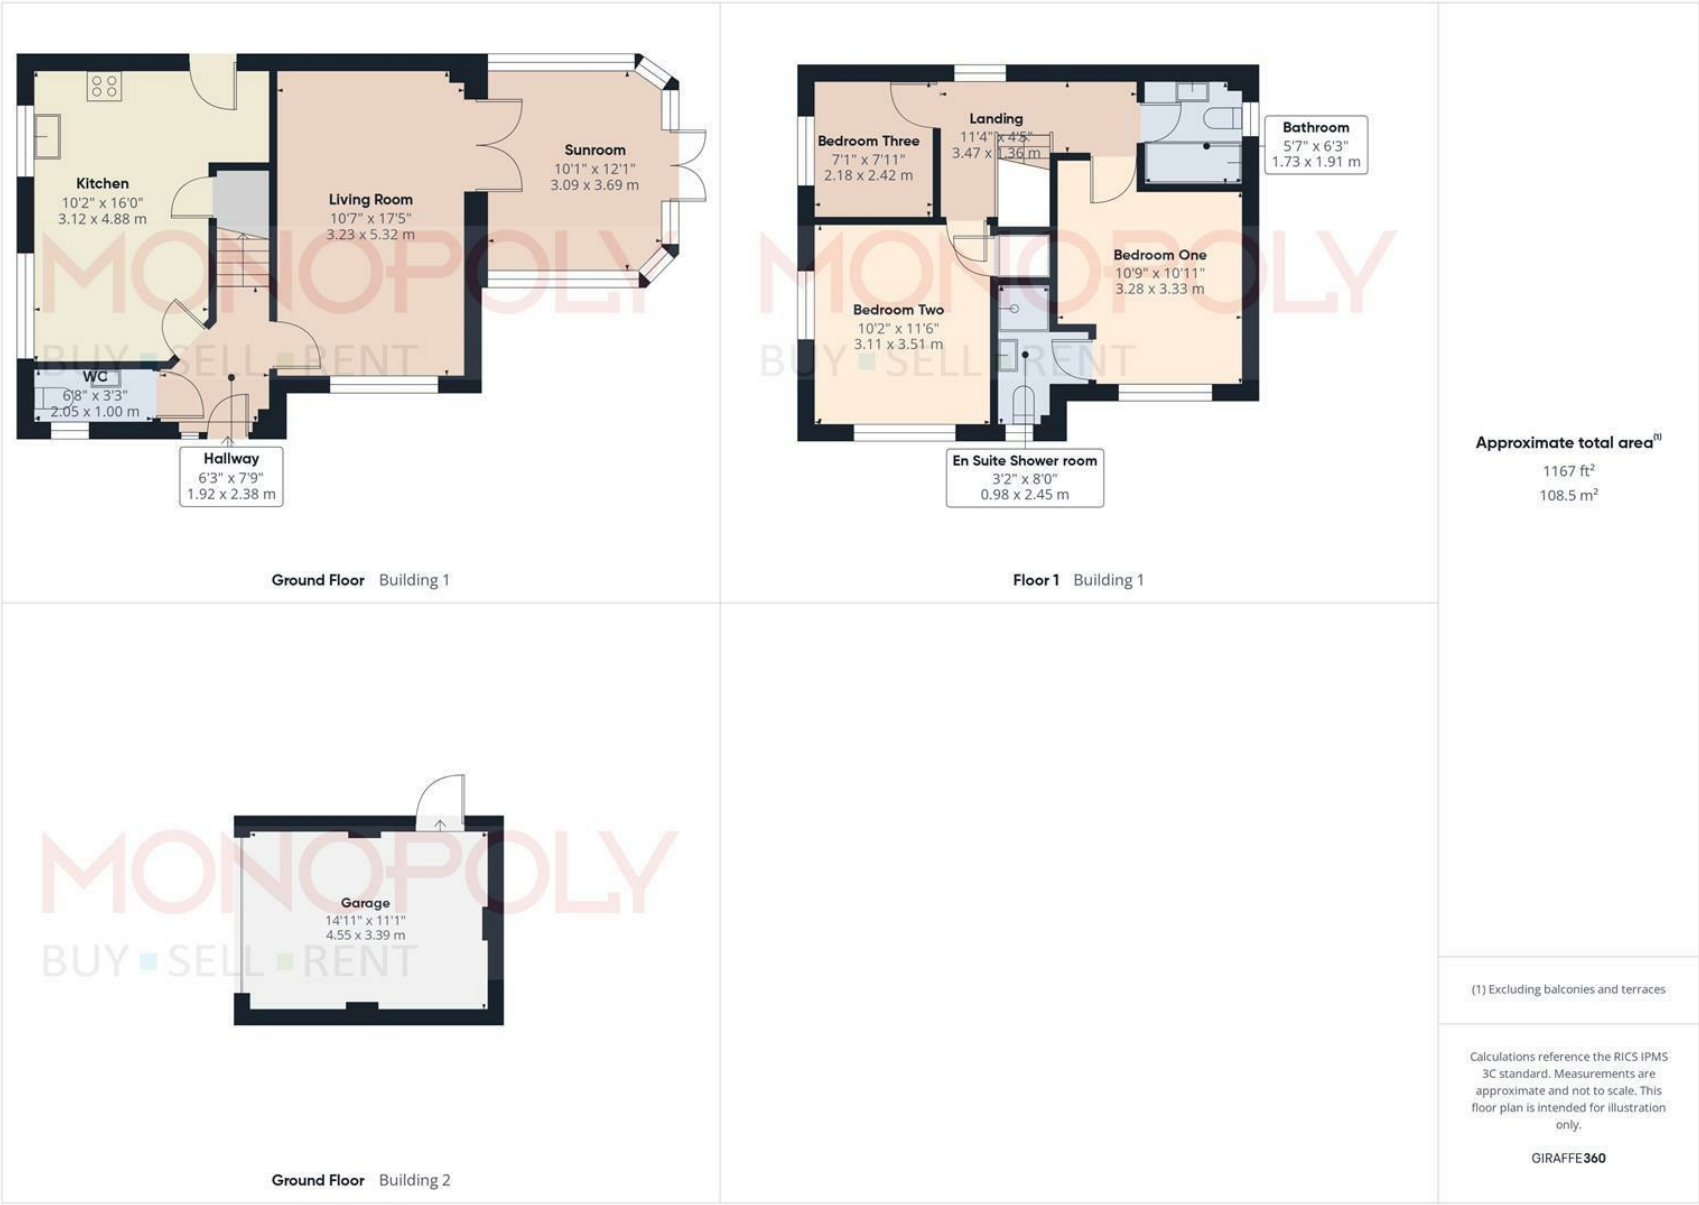 Kitchen
10'2" x 16'0"
3.12 x 4.88 m
Living Room
10'7" x 17'5"
3.23 x 5.32 m
Sunroom
10'1" x 12'1"
3.09 x 3.69 m
WC
6'8" x 3'3"
2.05 x 1.00 m
Hallway
6'3" x 7'9"
1.92 x 2.38 m
MONOPOLY
BUY SELL RENT
Ground Floor Building 1
Bedroom Three
7'1" x 7'11"
2.18 x 2.42 m
Landing
11'4" x 4'5"
3.47 x 1.36 m
Bathroom
5'7" x 6'3"
1.73 x 1.91 m
Bedroom One
10'9" x 10'11"
3.28 x 3.33 m
Bedroom Two
10'2" x 11'6"
3.11 x 3.51 m
En Suite Shower room
3'2" x 8'0"
0.98 x 2.45 m
MONOPOLY
BUY SELL RENT
Floor 1 Building 1
Garage
14'11" x 11'1"
4.55 x 3.39 m
MONOPOLY
BUY SELL RENT
Ground Floor Building 2
Approximate total area(1)
1167 ft²
108.5 m²
(1) Excluding balconies and terraces
Calculations reference the RICS IPMS
3C standard. Measurements are
approximate and not to scale. This
floor plan is intended for illustration
only.
GIRAFFE360